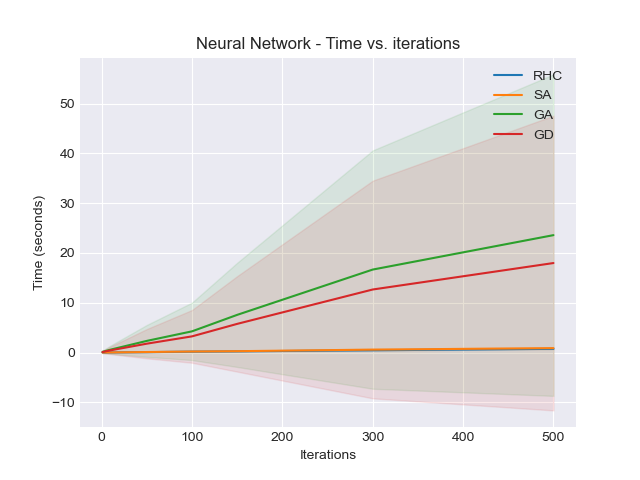 Neural Network - Time vs. iterations
RHC
SA
GA
GD
50
40
30
20
10
0
−10
Time (seconds)
0 100 200 300 400 500
Iterations